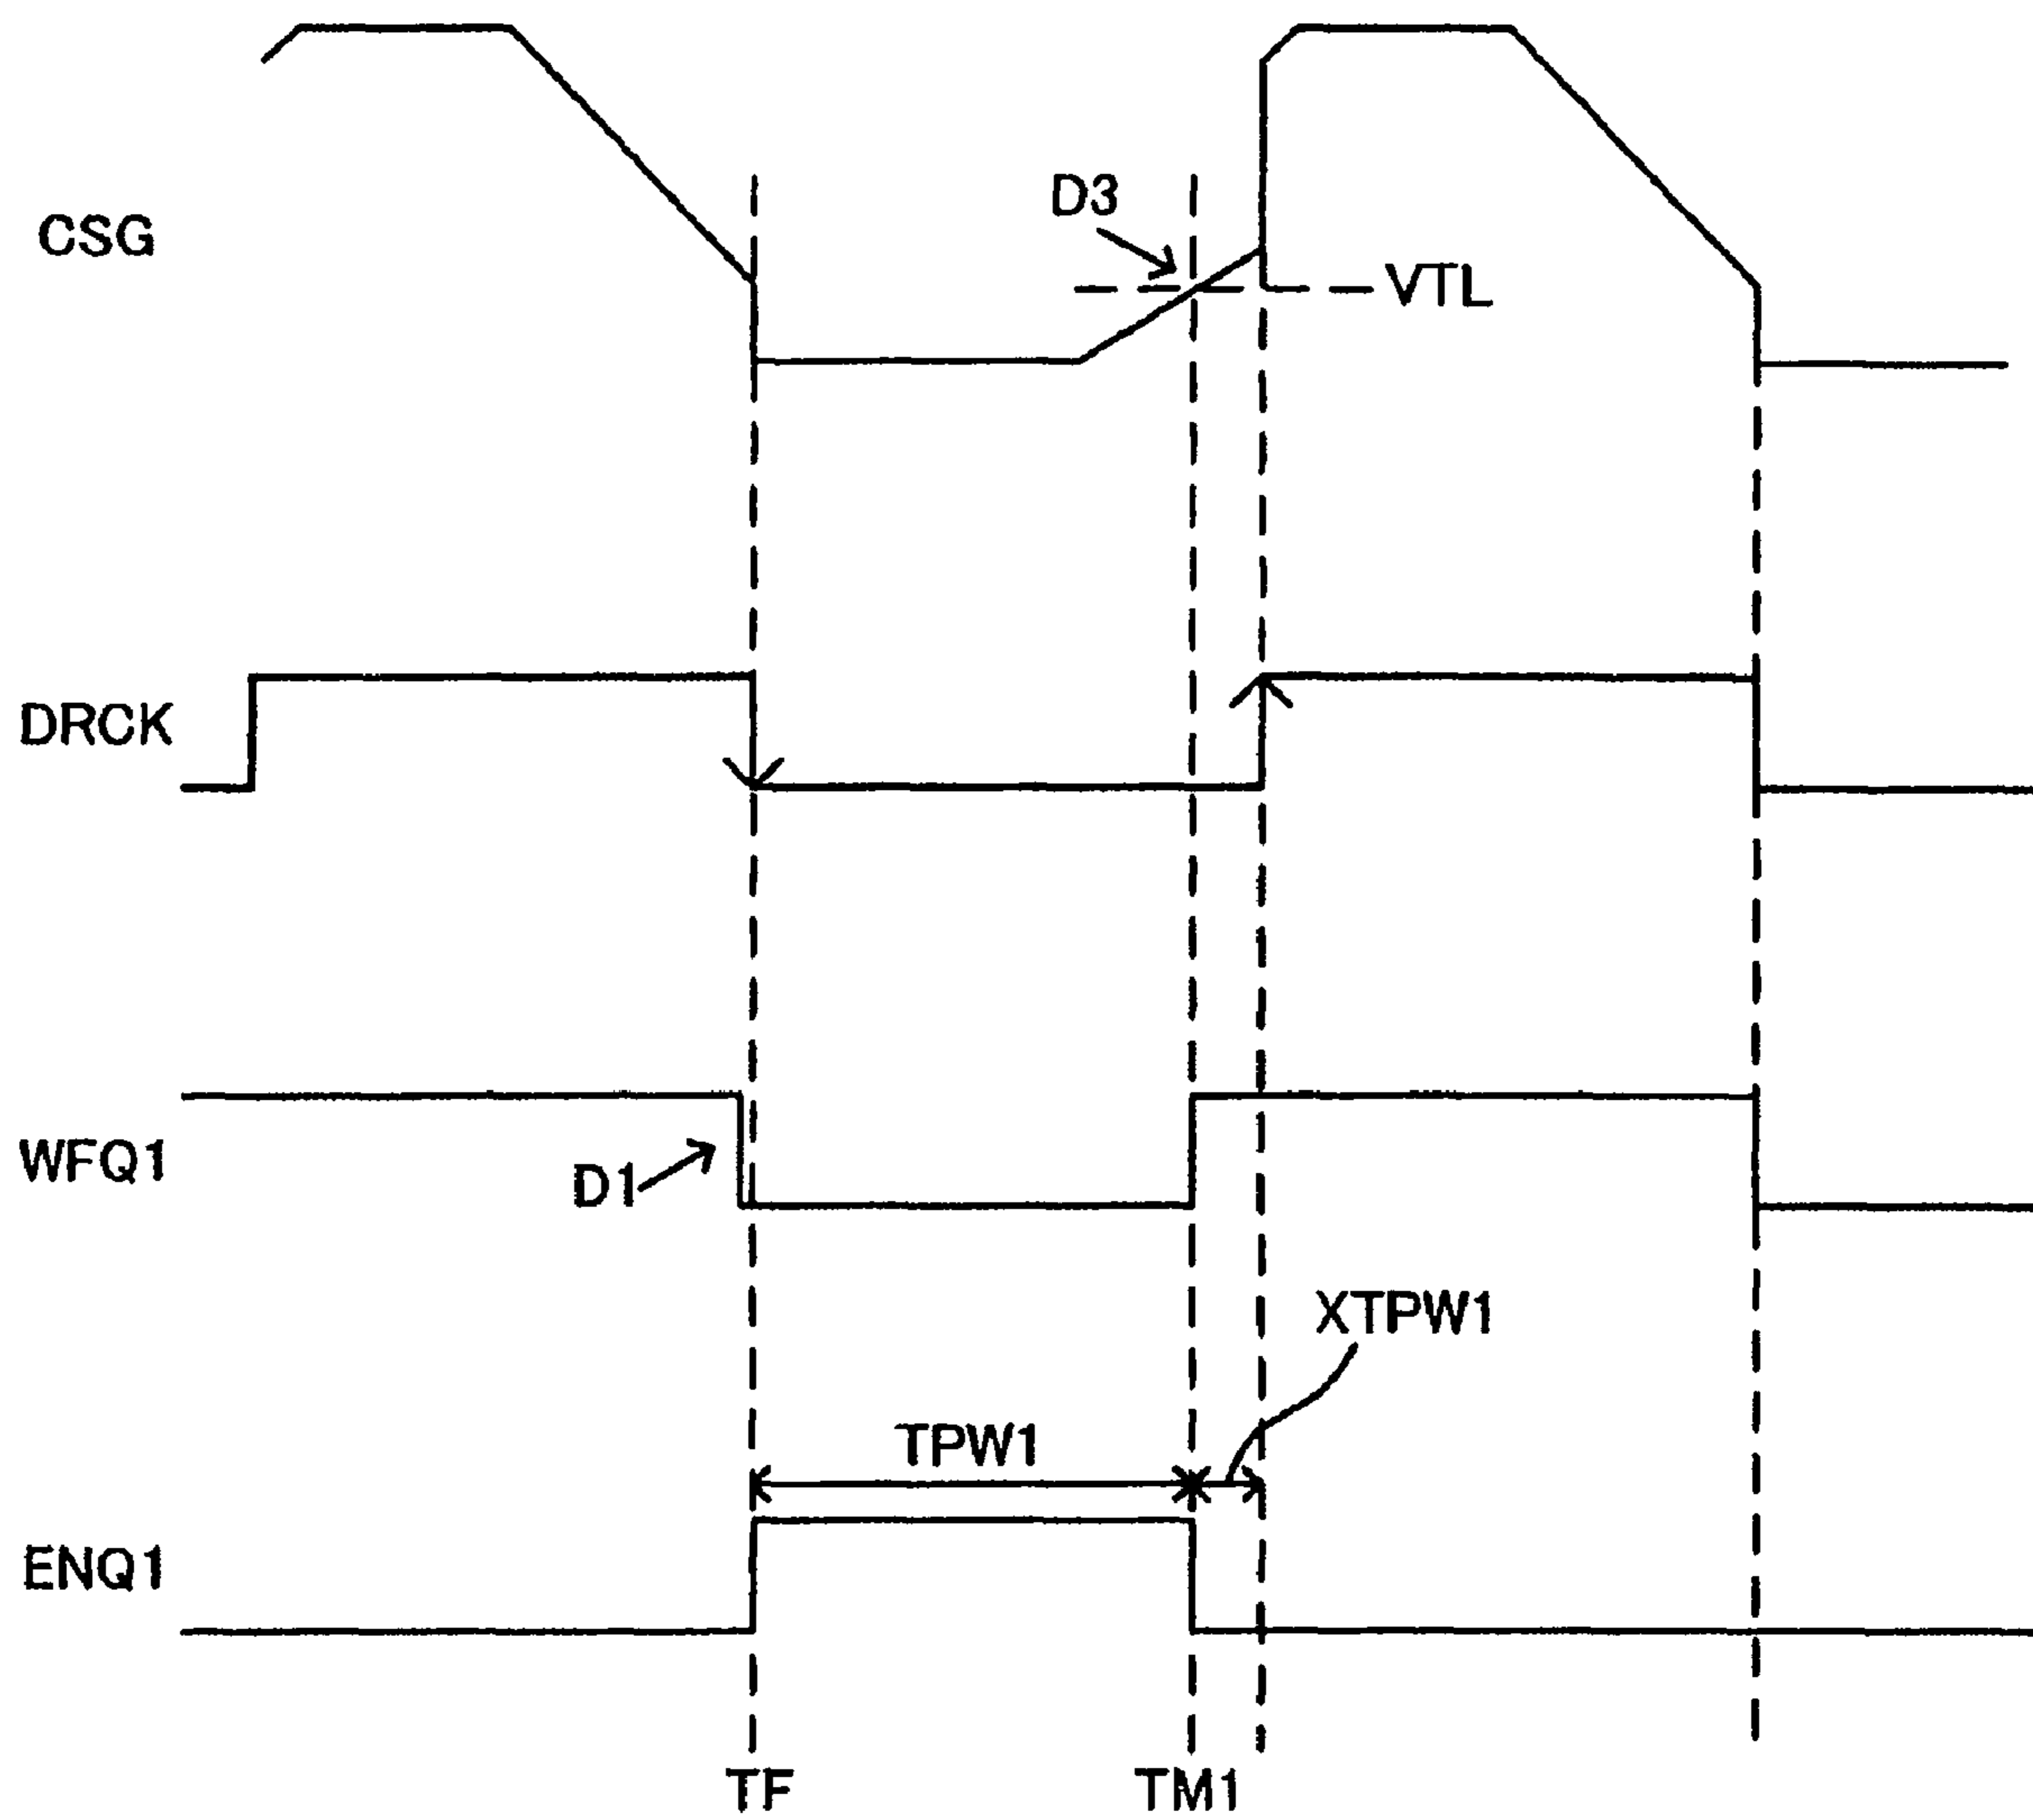 D3
CSG
VTL
DRCK
WFQ1
D1
XTPW1
TPW1
ENQ1
TF
TM1